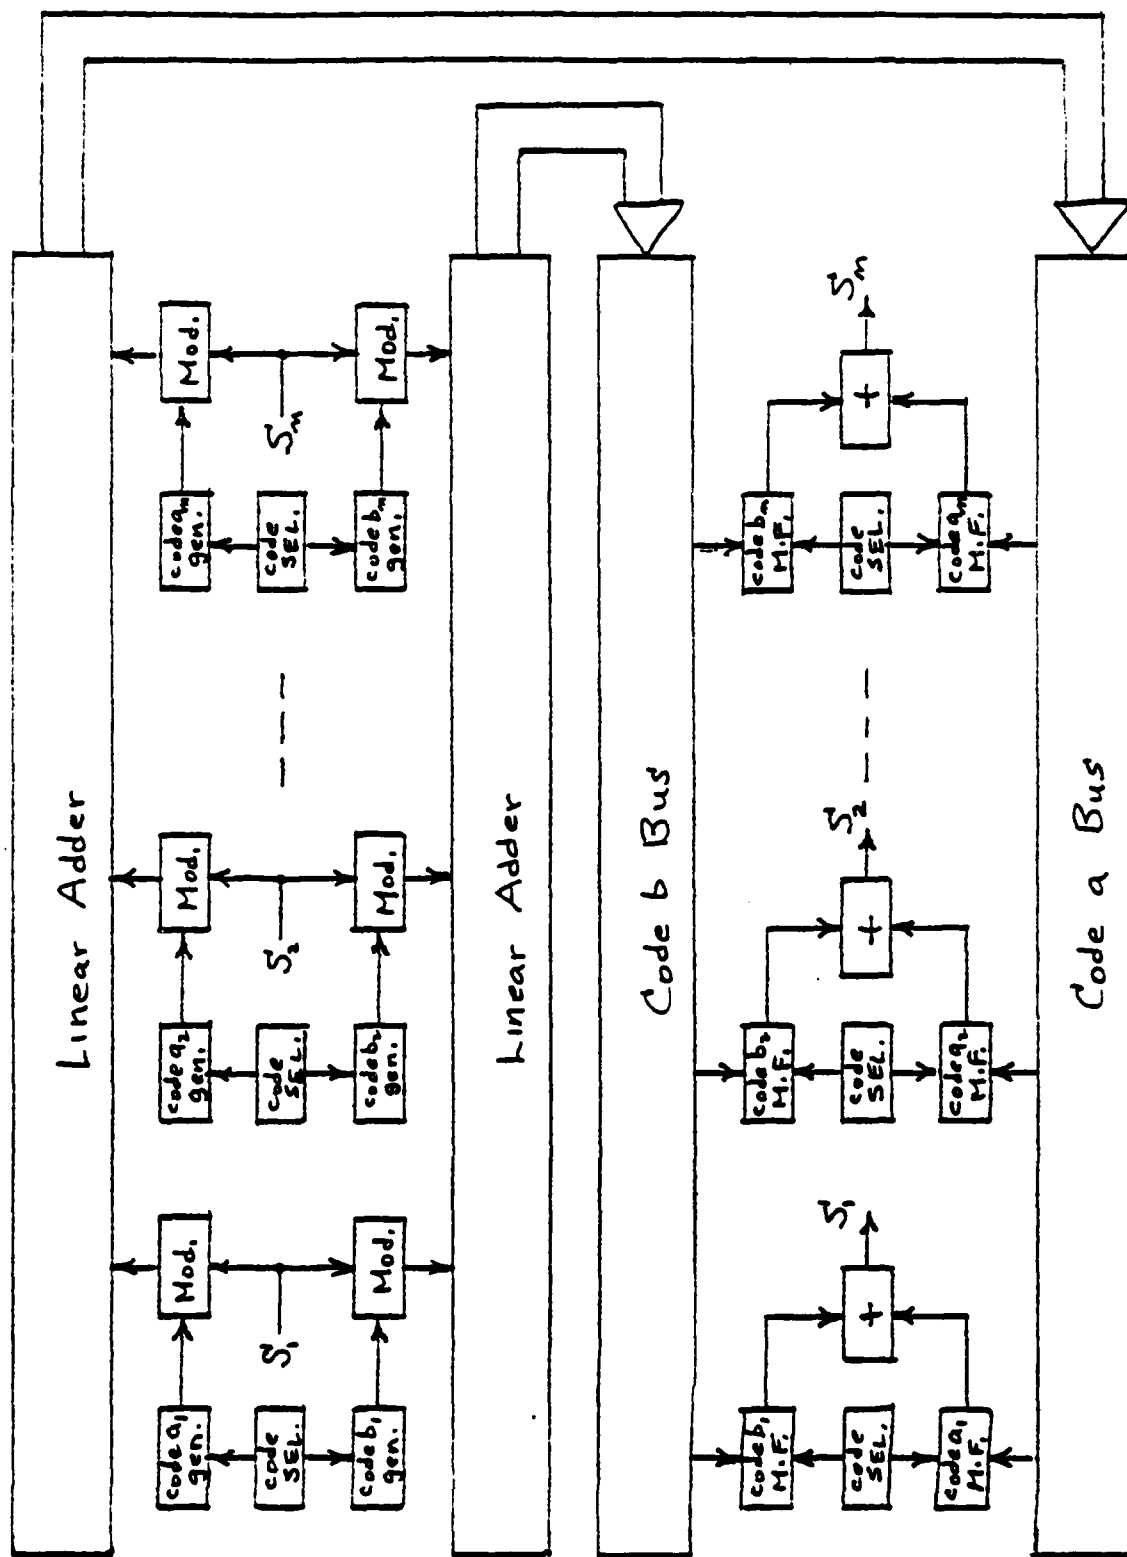 Linear Adder
Mod.
Mod.
Mod.
code a₁
gen.
code a₂
gen.
code aₘ
gen.
S₁
code
SEL.
S₂
code
SEL.
Sₘ
code
SEL.
Mod.
Mod.
Mod.
code b₁
gen.
code b₂
gen.
code bₘ
gen.
Linear Adder
Code b Bus
code b₁
M.F.
code b₂
M.F.
code bₘ
M.F.
S₁
S₂
Sₘ
code
SEL.
+
code
SEL.
+
code
SEL.
+
code a₁
M.F.
code a₂
M.F.
code aₘ
M.F.
Code a Bus